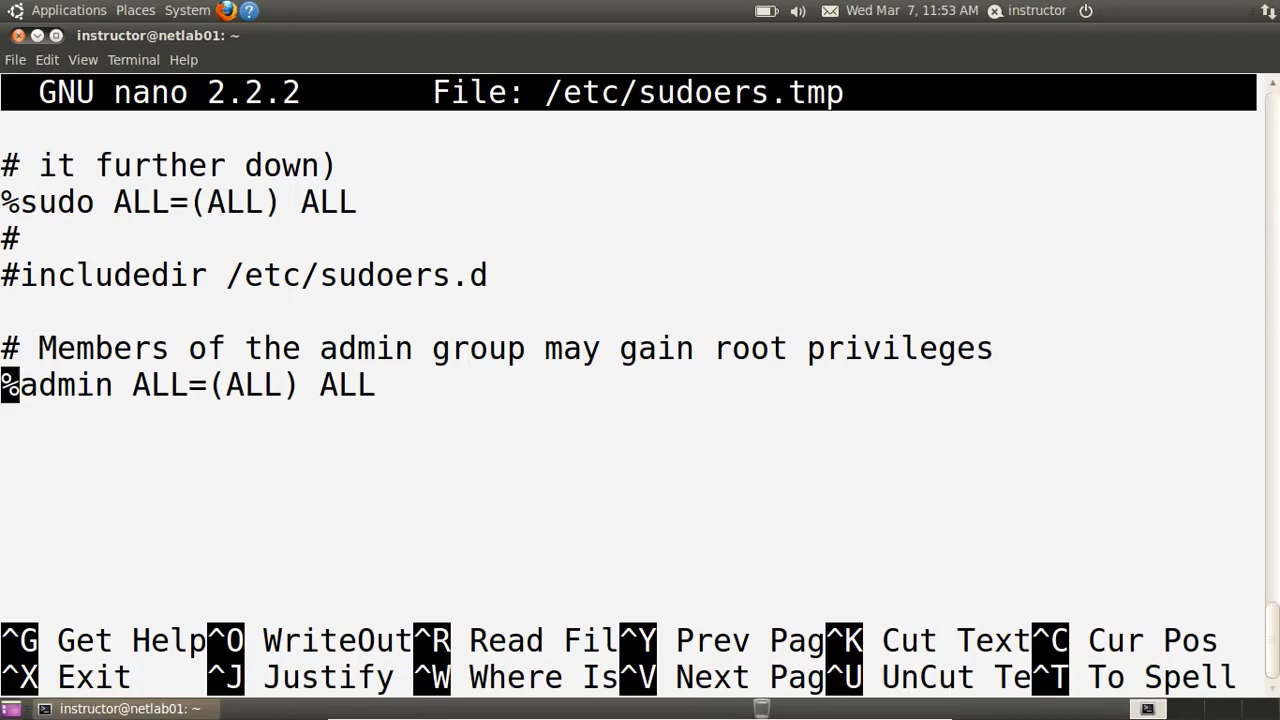 Applications Places System Wed Mar 7, 11:53 AM instructor
instructor@netlab01: ~
File Edit View Terminal Help
GNU nano 2.2.2 File: /etc/sudoers.tmp
# it further down)
%sudo ALL=(ALL) ALL
#
#includedir /etc/sudoers.d
# Members of the admin group may gain root privileges
%admin ALL=(ALL) ALL
^G Get Help^O WriteOut^R Read Fil^Y Prev Pag^K Cut Text^C Cur Pos
^X Exit ^J Justify ^W Where Is^V Next Pag^U UnCut Te^T To Spell
instructor@netlab01: ~